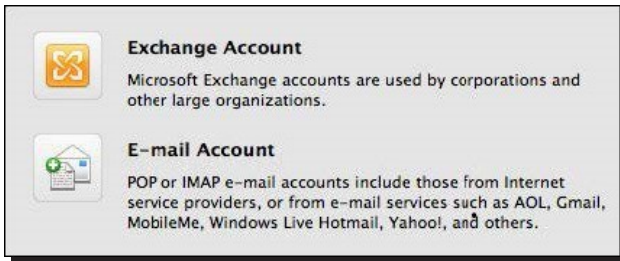 Exchange Account
Microsoft Exchange accounts are used by corporations and
other large organizations.
E-mail Account
POP or IMAP e-mail accounts include those from Internet
service providers, or from e-mail services such as AOL, Gmail,
MobileMe, Windows Live Hotmail, Yahoo!, and others.